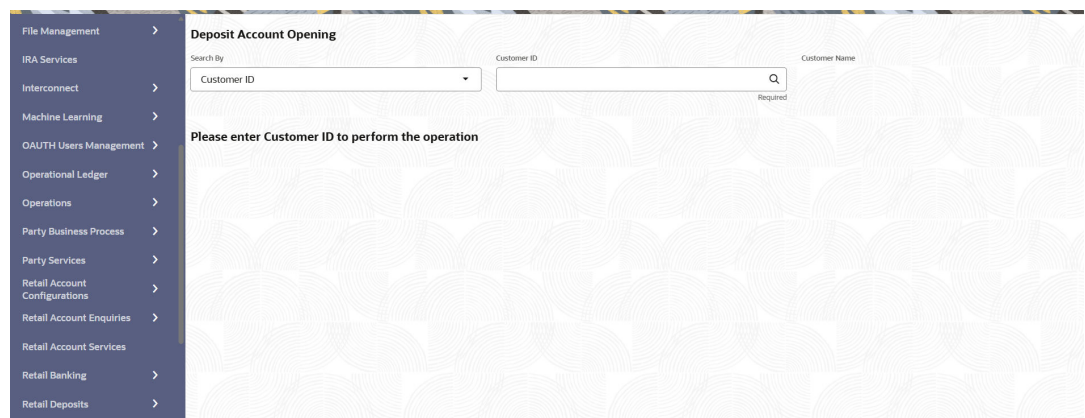 File Management
IRA Services
Interconnect
Machine Learning
OAUTH Users Management
Operational Ledger
Operations
Party Business Process
Party Services
Retail Account
Configurations
Retail Account Enquiries
Retail Account Services
Retail Banking
Retail Deposits
Deposit Account Opening
Search By
Customer ID
Customer ID
Required
Customer Name
Please enter Customer ID to perform the operation